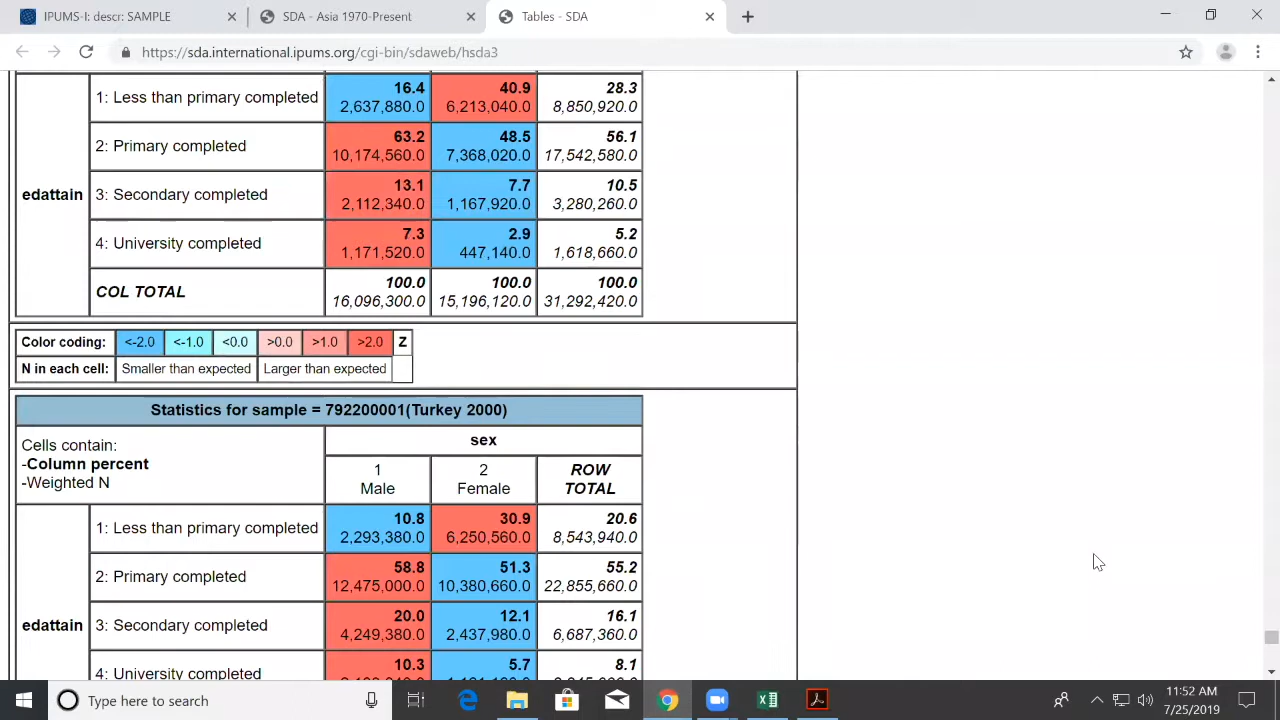 IPUMS-I: descr: SAMPLE
SDA - Asia 1970-Present
Tables - SDA
https://sda.international.ipums.org/cgi-bin/sdaweb/hsda3
1: Less than primary completed 16.4 40.9 28.3
2,637,880.0 6,213,040.0 8,850,920.0
2: Primary completed 63.2 48.5 56.1
10,174,560.0 7,368,020.0 17,542,580.0
edattain 3: Secondary completed 13.1 7.7 10.5
2,112,340.0 1,167,920.0 3,280,260.0
4: University completed 7.3 2.9 5.2
1,171,520.0 447,140.0 1,618,660.0
COL TOTAL 100.0 100.0 100.0
16,096,300.0 15,196,120.0 31,292,420.0
Color coding: <-2.0 <-1.0 <0.0 >0.0 >1.0 >2.0 Z
N in each cell: Smaller than expected Larger than expected
Statistics for sample = 792200001(Turkey 2000)
Cells contain:
-Column percent
-Weighted N
sex
1 2 ROW
Male Female TOTAL
1: Less than primary completed 10.8 30.9 20.6
2,293,380.0 6,250,560.0 8,543,940.0
2: Primary completed 58.8 51.3 55.2
12,475,000.0 10,380,660.0 22,855,660.0
edattain 3: Secondary completed 20.0 12.1 16.1
4,249,380.0 2,437,980.0 6,687,360.0
4: University completed 10.3 5.7 8.1
Type here to search
11:52 AM
7/25/2019